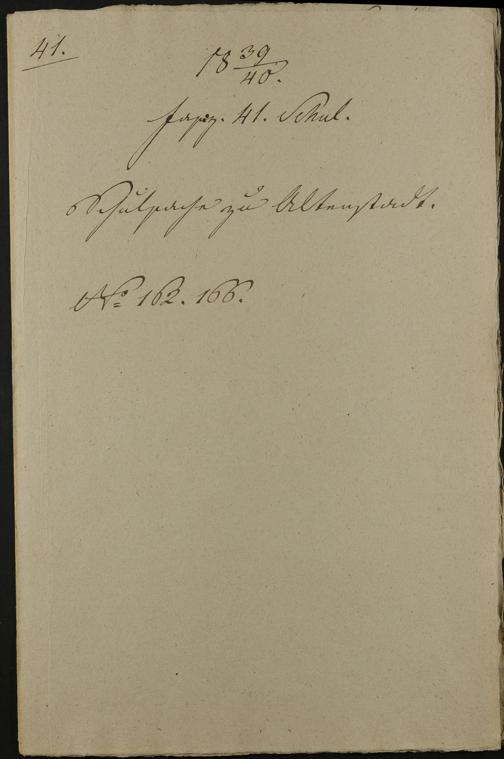 41.
18 39/40.
Fasz. 41. Schul.
Schulsache zu Altenstadt.
No. 162. 166.